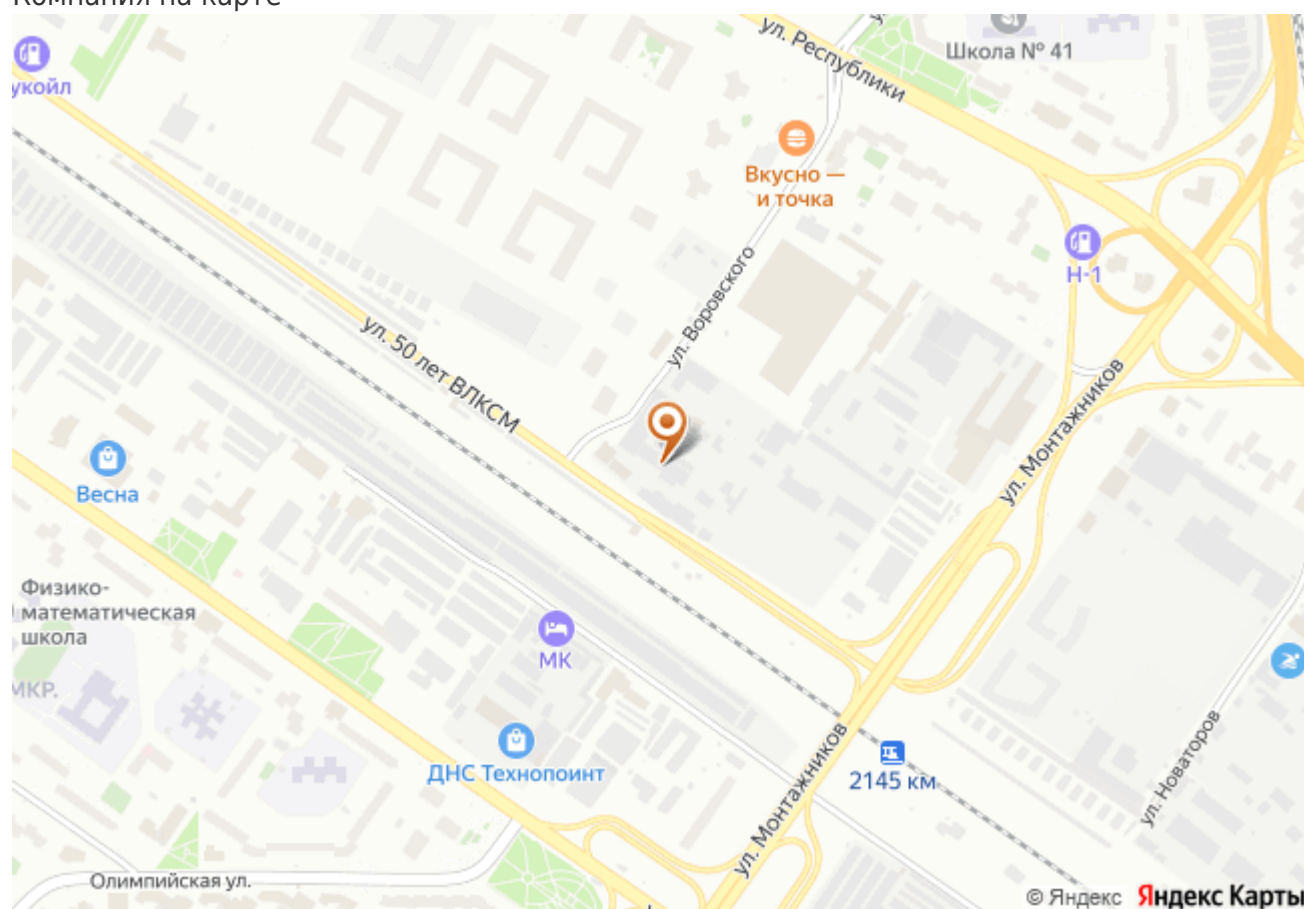 Компания на карте
ул. Республики
Школа № 41
укойл
Вкусно —
и точка
Н-1
ул. Воровского
ул. 50 лет ВЛКСМ
ул. Монтажников
Весна
Физико-
математическая
школа
МК
МКР.
ДНС Технопоинт
2145 км
ул. Монтажников
ул. Новаторов
Олимпийская ул.
© Яндекс Яндекс Карты